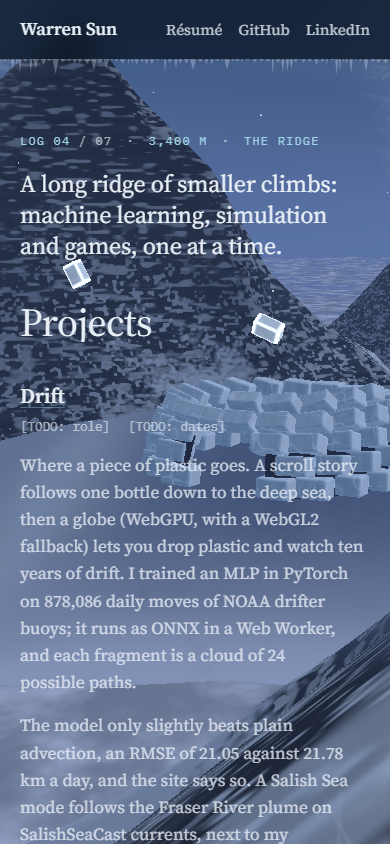 Warren Sun Résumé GitHub LinkedIn
LOG 04 / 07 · 3,400 M · THE RIDGE
A long ridge of smaller climbs:
machine learning, simulation
and games, one at a time.
Projects
Drift
[TODO: role] [TODO: dates]
Where a piece of plastic goes. A scroll story
follows one bottle down to the deep sea,
then a globe (WebGPU, with a WebGL2
fallback) lets you drop plastic and watch ten
years of drift. I trained an MLP in PyTorch
on 878,086 daily moves of NOAA drifter
buoys; it runs as ONNX in a Web Worker,
and each fragment is a cloud of 24
possible paths.
The model only slightly beats plain
advection, an RMSE of 21.05 against 21.78
km a day, and the site says so. A Salish Sea
mode follows the Fraser River plume on
SalishSeaCast currents, next to my